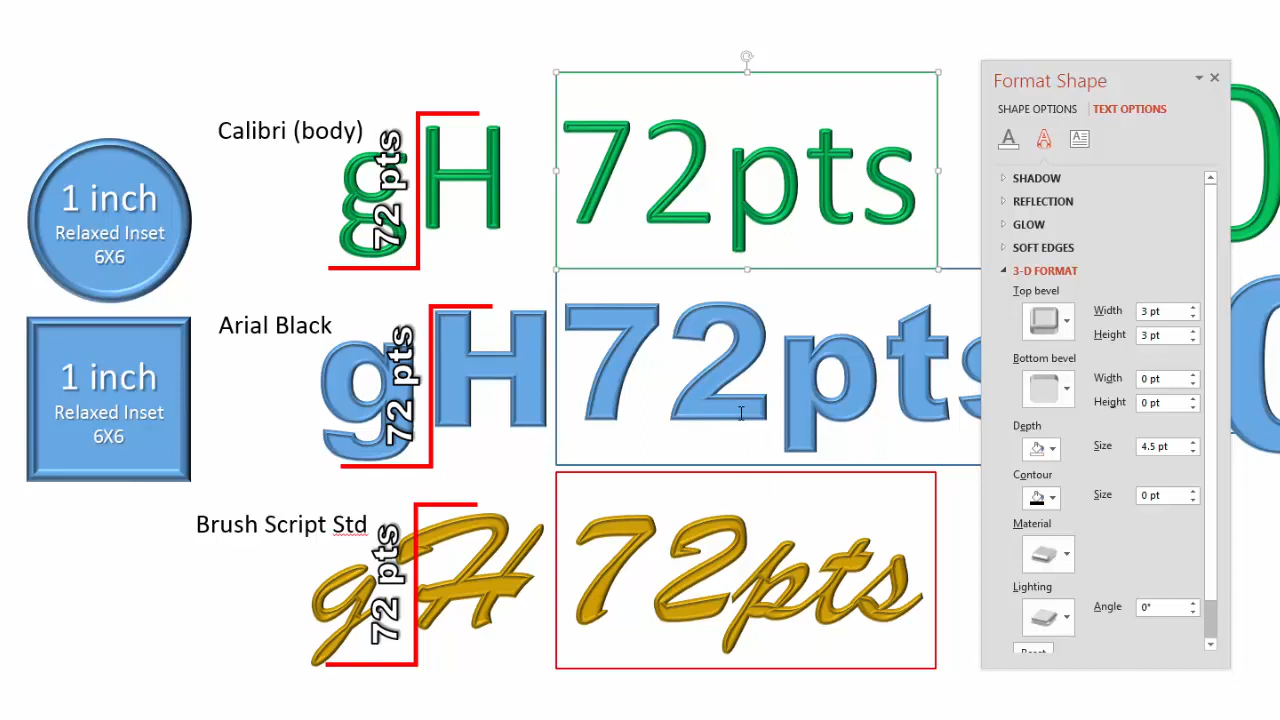 1 inch
Relaxed Inset
6X6
1 inch
Relaxed Inset
6X6
Calibri (body)
gH
72 pts
72pts
Arial Black
gH
72 pts
72pts
Brush Script Std
gH
72 pts
72pts
Format Shape
SHAPE OPTIONS TEXT OPTIONS
SHADOW
REFLECTION
GLOW
SOFT EDGES
3-D FORMAT
Top bevel
Width 3 pt
Height 3 pt
Bottom bevel
Width 0 pt
Height 0 pt
Depth
Size 4.5 pt
Contour
Size 0 pt
Material
Lighting
Angle 0°
Reset